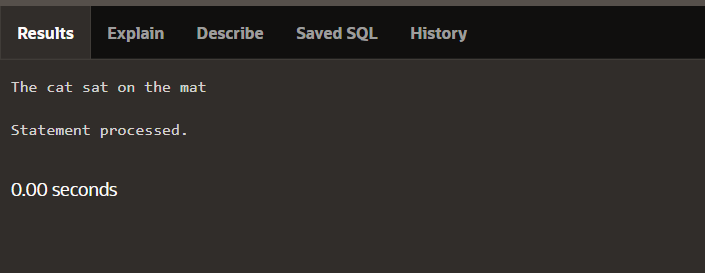 Results Explain Describe Saved SQL History
The cat sat on the mat
Statement processed.
0.00 seconds